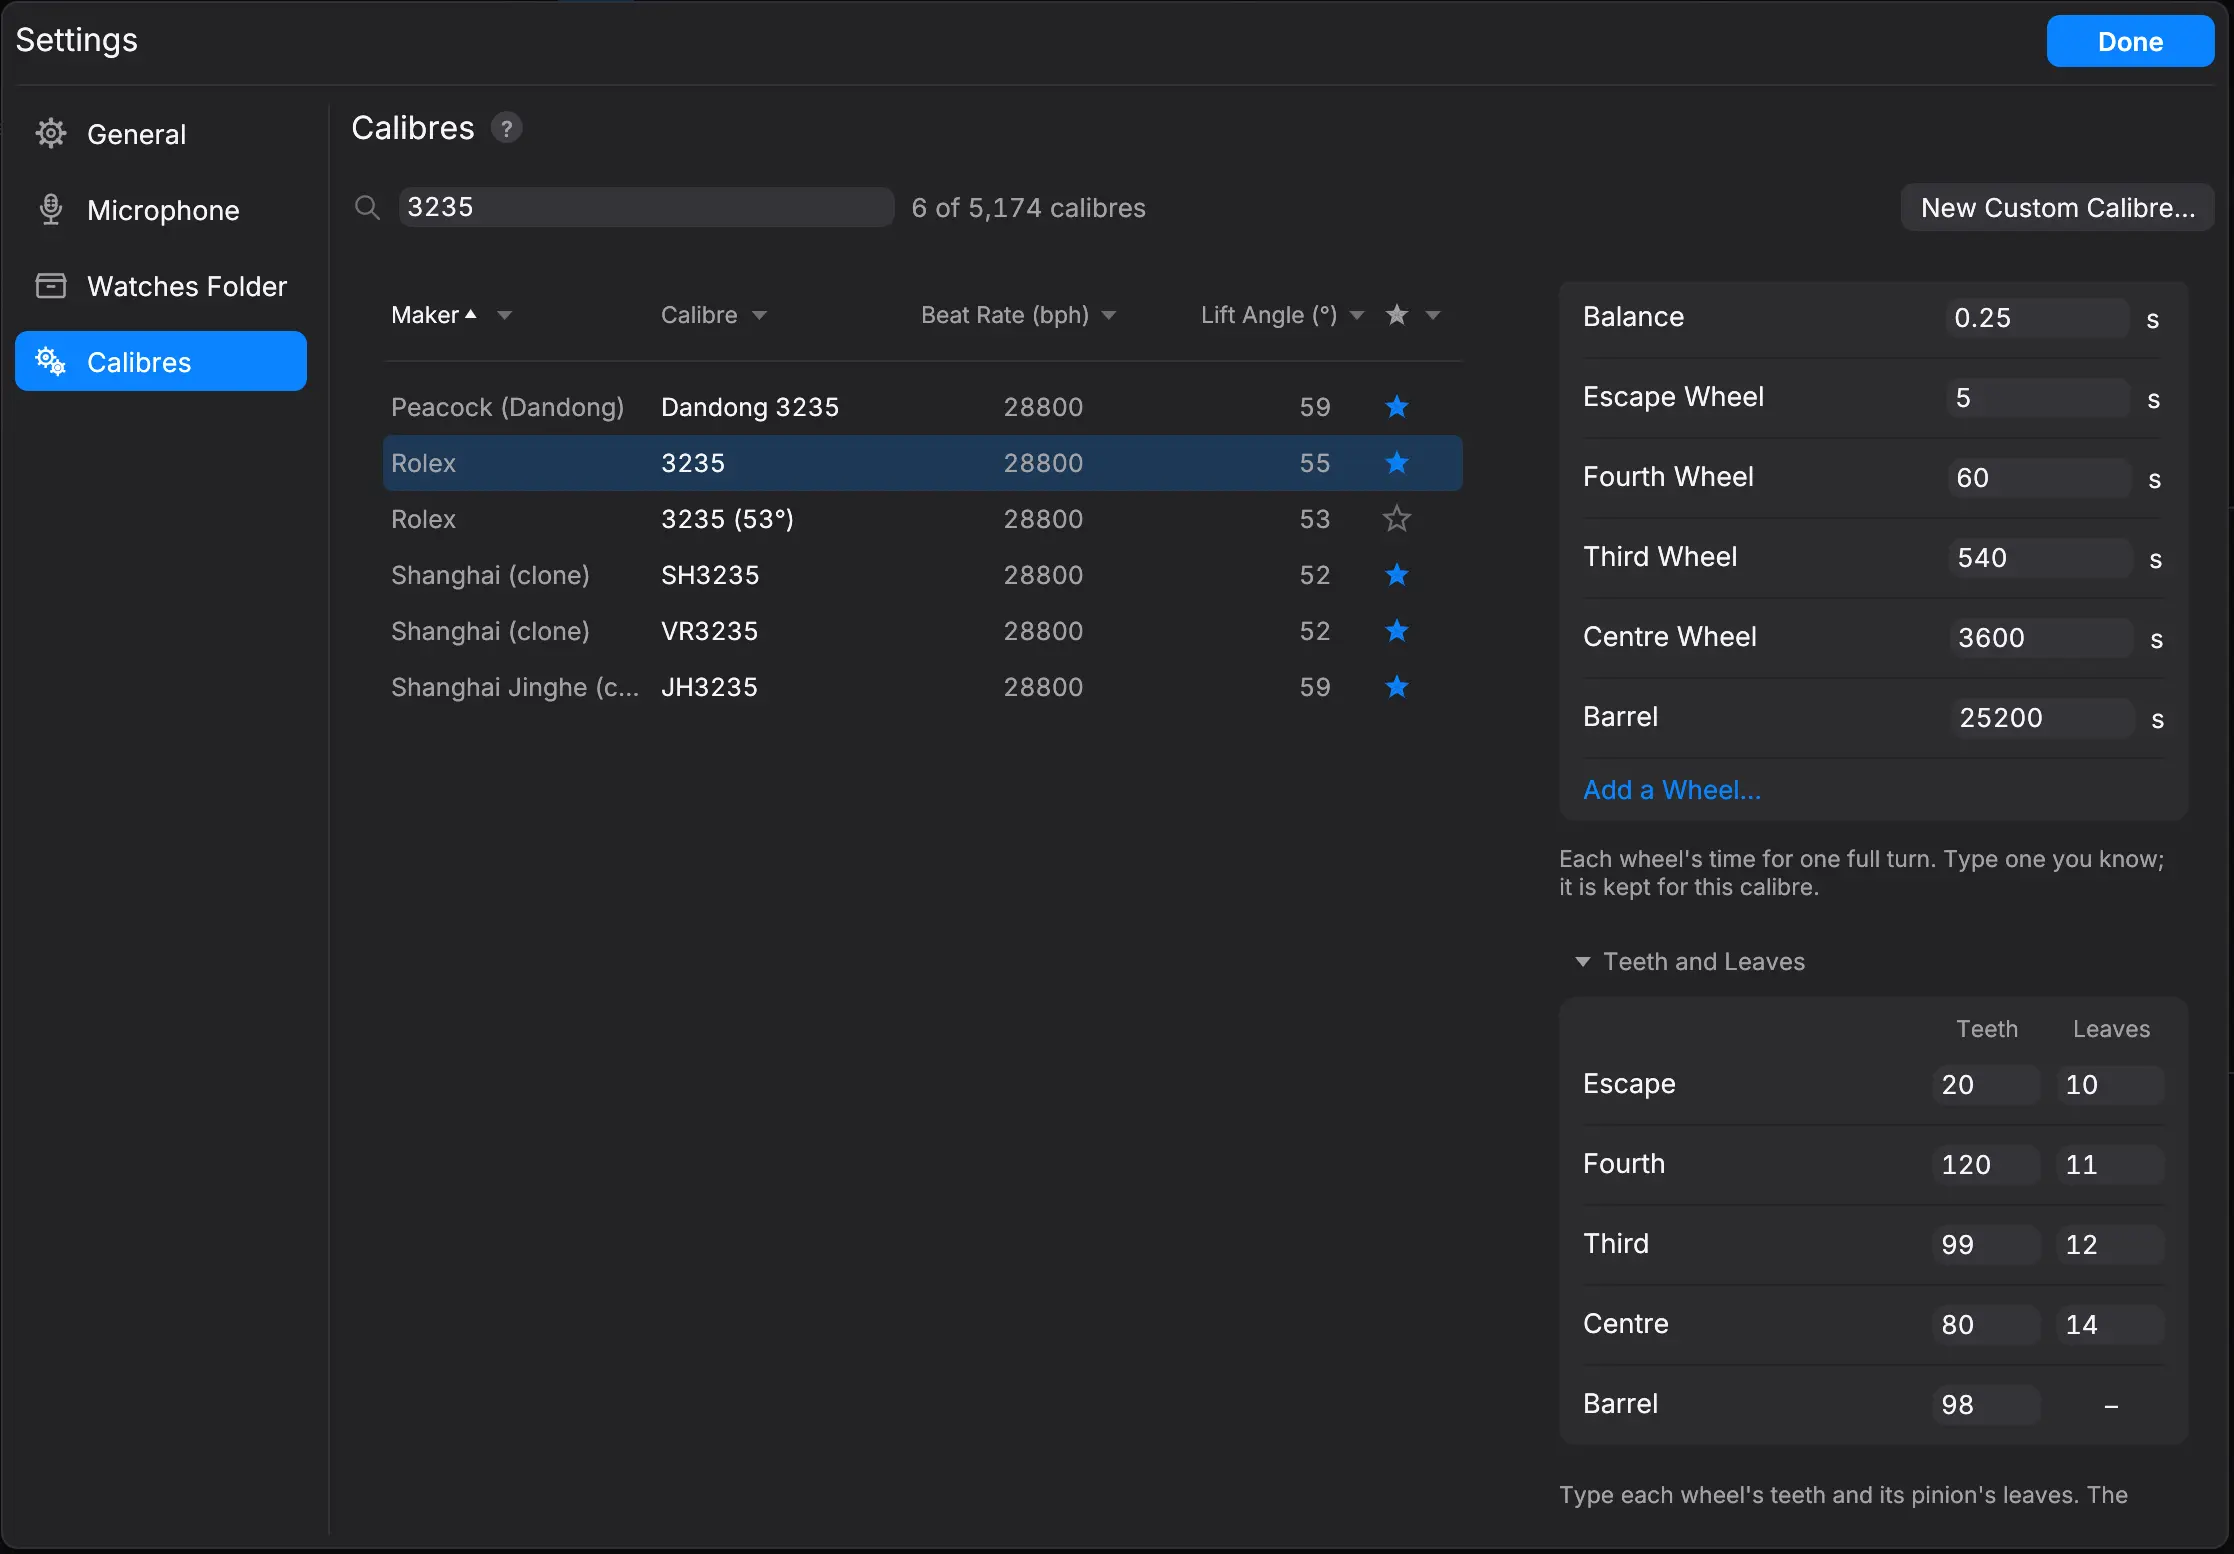 Settings
Done
General
Microphone
Watches Folder
Calibres
Calibres ?
3235
6 of 5,174 calibres
New Custom Calibre...
Maker Calibre Beat Rate (bph) Lift Angle (°)
Peacock (Dandong) Dandong 3235 28800 59
Rolex 3235 28800 55
Rolex 3235 (53°) 28800 53
Shanghai (clone) SH3235 28800 52
Shanghai (clone) VR3235 28800 52
Shanghai Jinghe (c... JH3235 28800 59
Balance 0.25 s
Escape Wheel 5 s
Fourth Wheel 60 s
Third Wheel 540 s
Centre Wheel 3600 s
Barrel 25200 s
Add a Wheel...
Each wheel's time for one full turn. Type one you know;
it is kept for this calibre.
Teeth and Leaves
Teeth Leaves
Escape 20 10
Fourth 120 11
Third 99 12
Centre 80 14
Barrel 98 –
Type each wheel's teeth and its pinion's leaves. The